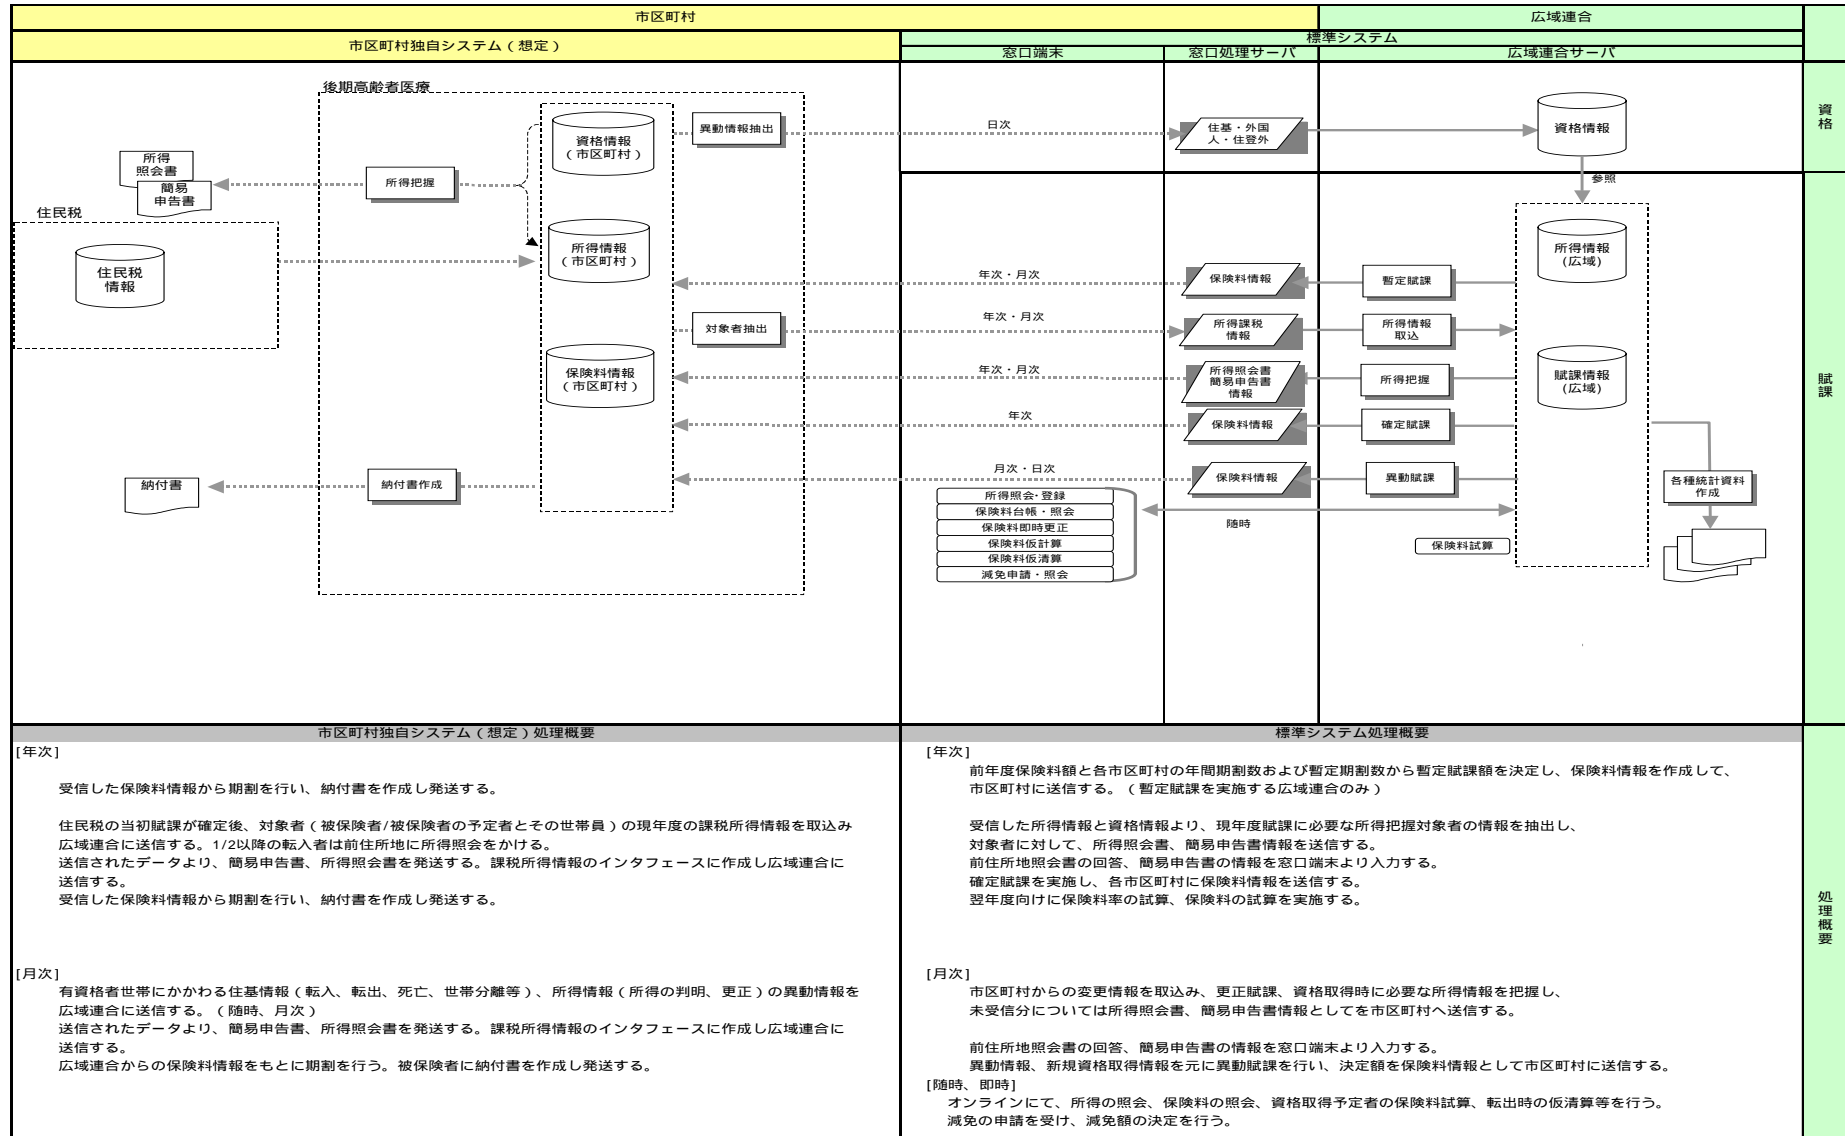 市区町村
広域連合
市区町村独自システム（想定）
標準システム
窓口端末
窓口処理サーバ
広域連合サーバ
資格
後期高齢者医療
資格情報
（市区町村）
異動情報抽出
日次
住基・外国
人・住登外
資格情報
参照
所得
照会書
簡易
申告書
所得把握
住民税
住民税
情報
所得情報
（市区町村）
所得情報
(広域)
年次・月次
保険料情報
暫定賦課
対象者抽出
年次・月次
所得課税
情報
所得情報
取込
保険料情報
（市区町村）
年次・月次
所得照会書
簡易申告書
情報
所得把握
賦課情報
(広域)
賦課
年次
保険料情報
確定賦課
納付書
納付書作成
月次・日次
保険料情報
異動賦課
各種統計資料
作成
所得照会・登録
保険料台帳・照会
保険料即時更正
保険料仮計算
保険料仮清算
減免申請・照会
随時
保険料試算
市区町村独自システム（想定）処理概要
[年次]
受信した保険料情報から期割を行い、納付書を作成し発送する。
住民税の当初賦課が確定後、対象者（被保険者/被保険者の予定者とその世帯員）の現年度の課税所得情報を取込み
広域連合に送信する。1/2以降の転入者は前住所地に所得照会をかける。
送信されたデータより、簡易申告書、所得照会書を発送する。課税所得情報のインタフェースに作成し広域連合に
送信する。
受信した保険料情報から期割を行い、納付書を作成し発送する。
[月次]
有資格者世帯にかかわる住基情報（転入、転出、死亡、世帯分離等）、所得情報（所得の判明、更正）の異動情報を
広域連合に送信する。（随時、月次）
送信されたデータより、簡易申告書、所得照会書を発送する。課税所得情報のインタフェースに作成し広域連合に
送信する。
広域連合からの保険料情報をもとに期割を行う。被保険者に納付書を作成し発送する。
標準システム処理概要
[年次]
前年度保険料額と各市区町村の年間期割数および暫定期割数から暫定賦課額を決定し、保険料情報を作成して、
市区町村に送信する。（暫定賦課を実施する広域連合のみ）
受信した所得情報と資格情報より、現年度賦課に必要な所得把握対象者の情報を抽出し、
対象者に対して、所得照会書、簡易申告書情報を送信する。
前住所地照会書の回答、簡易申告書の情報を窓口端末より入力する。
確定賦課を実施し、各市区町村に保険料情報を送信する。
翌年度向けに保険料率の試算、保険料の試算を実施する。
[月次]
市区町村からの変更情報を取込み、更正賦課、資格取得時に必要な所得情報を把握し、
未受信分については所得照会書、簡易申告書情報としてを市区町村へ送信する。
前住所地照会書の回答、簡易申告書の情報を窓口端末より入力する。
異動情報、新規資格取得情報を元に異動賦課を行い、決定額を保険料情報として市区町村に送信する。
[随時、即時]
オンラインにて、所得の照会、保険料の照会、資格取得予定者の保険料試算、転出時の仮清算等を行う。
減免の申請を受け、減免額の決定を行う。
処理概要